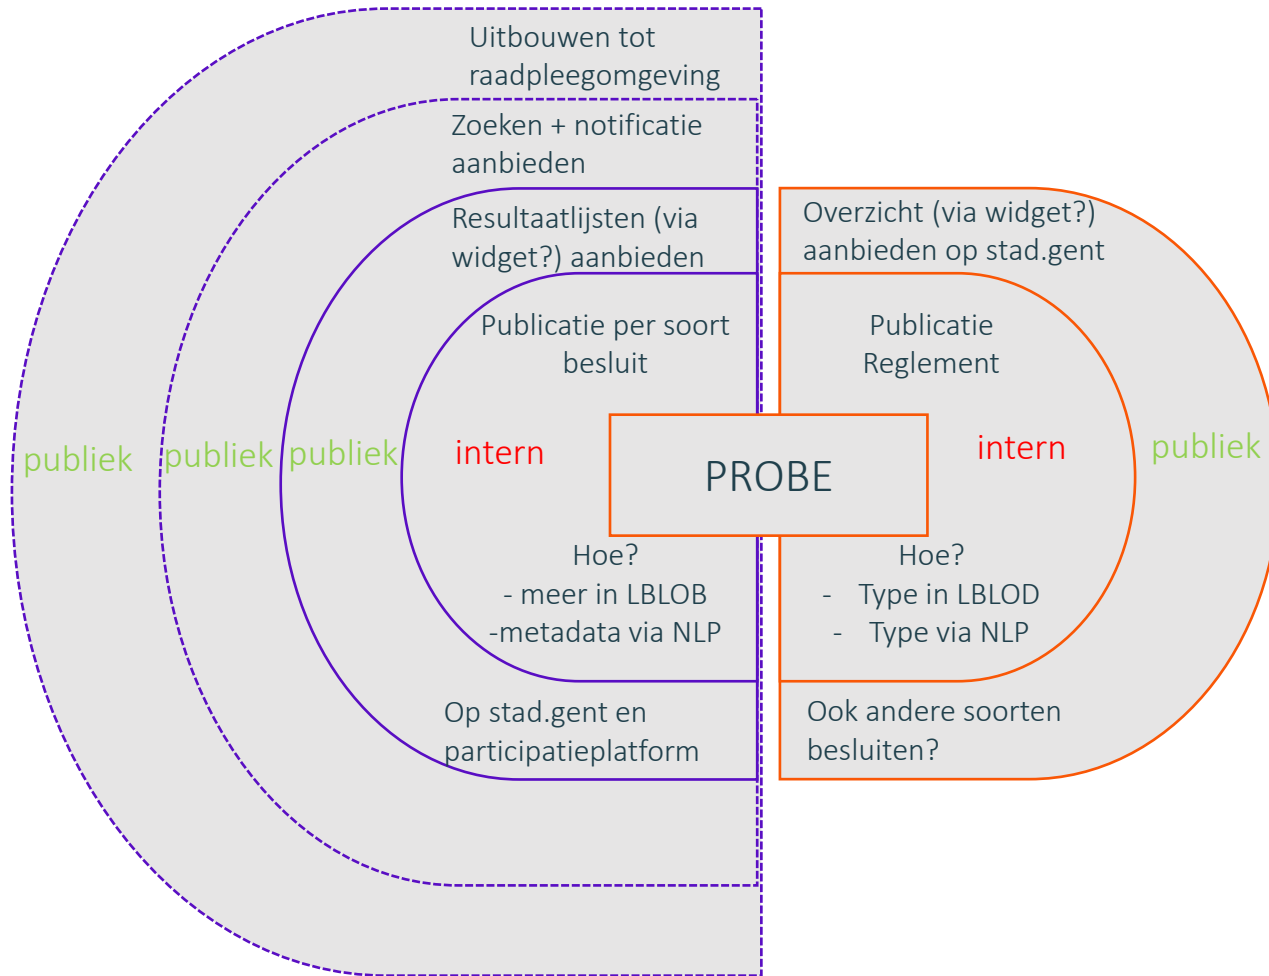 Uitbouwen tot
raadpleegomgeving
Zoeken + notificatie
aanbieden
Resultaatlijsten (via
widget?) aanbieden
Publicatie per soort
besluit
publiek
publiek
publiek
intern
Hoe?
- meer in LBLOB
-metadata via NLP
Op stad.gent en
participatieplatform
PROBE
Overzicht (via widget?)
aanbieden op stad.gent
Publicatie
Reglement
intern
publiek
Hoe?
- Type in LBLOD
- Type via NLP
Ook andere soorten
besluiten?